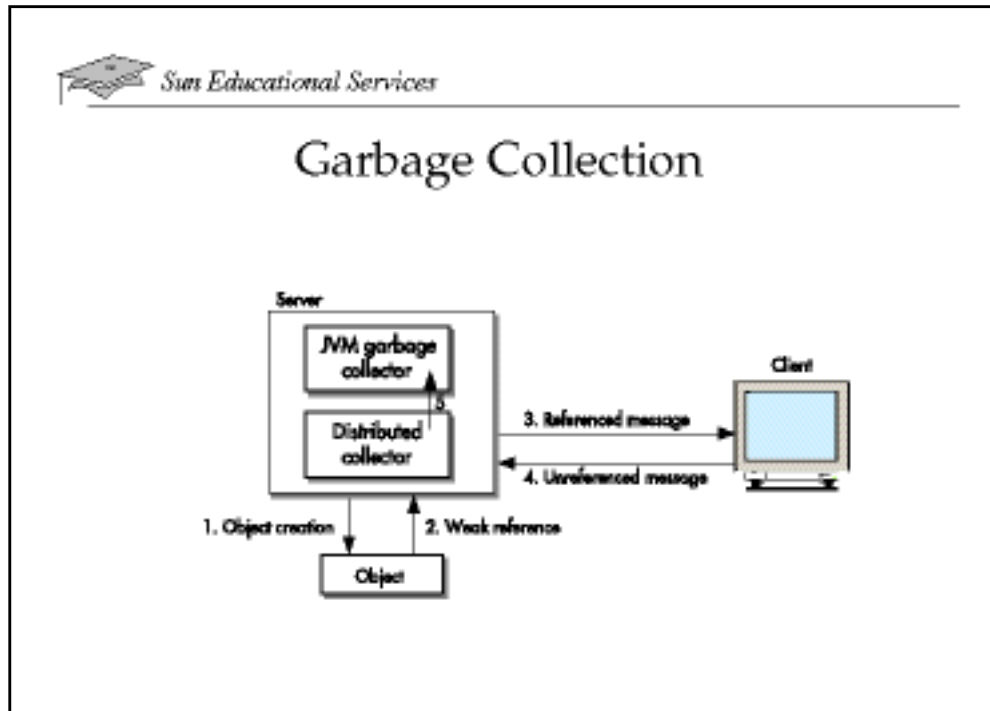 Sun Educational Services
Garbage Collection
Server
JVM garbage
collector
5
Distributed
collector
Client
3. Referenced message
4. Unreferenced message
1. Object creation
2. Weak reference
Object